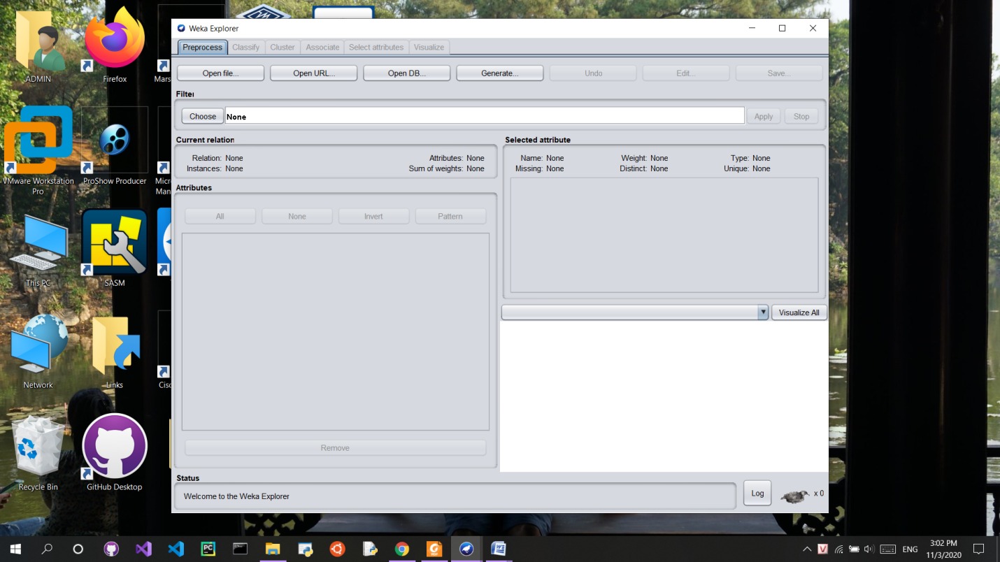 Weka Explorer
Preprocess Classify Cluster Associate Select attributes Visualize
Open file... Open URL... Open DB... Generate... Undo Edit... Save...
Filter
Choose None Apply Stop
Current relation
Relation: None Attributes: None
Instances: None Sum of weights: None
Selected attribute
Name: None Weight: None Type: None
Missing: None Distinct: None Unique: None
Attributes
All None Invert Pattern
Remove
Visualize All
Status
Welcome to the Weka Explorer
Log x 0
ADMIN
Firefox
Mars
VMware Workstation
Pro
ProShow Producer
Micr
Man
This PC
SASM
Network
Links
Cisc
Recycle Bin
GitHub Desktop
PC
ENG
3:02 PM
11/3/2020